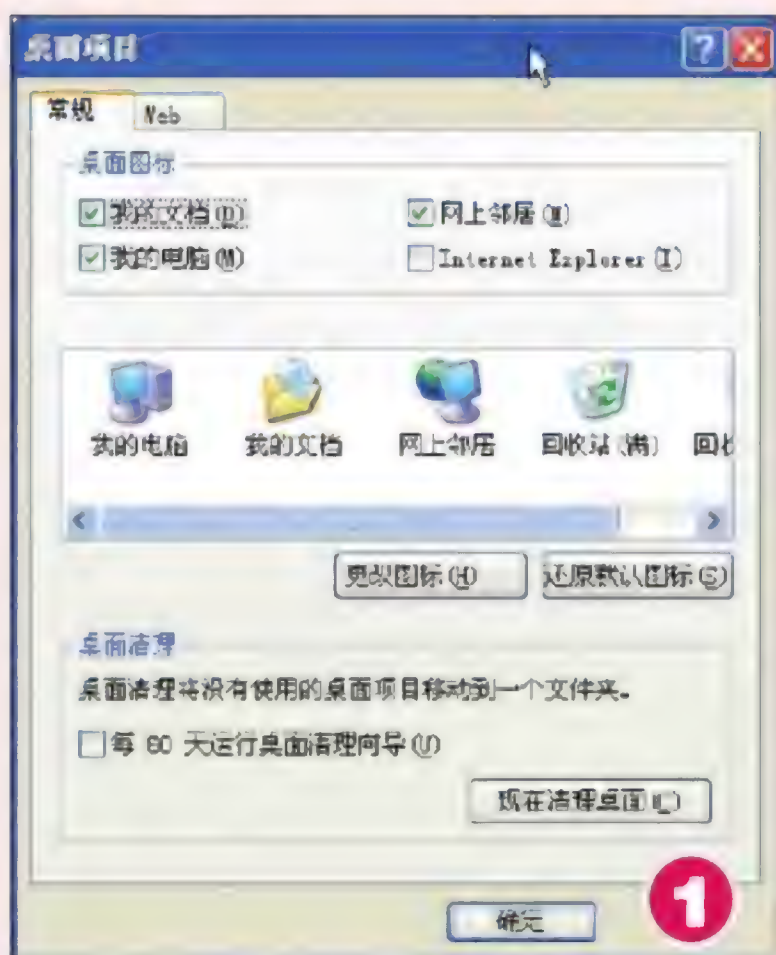 桌面项目
常规 Web
桌面图标
我的文档(D) 网上邻居(N)
我的电脑(M) Internet Explorer(I)
我的电脑 我的文档 网上邻居 回收站(满) 回收
更改图标(H) 还原默认图标(S)
桌面清理
桌面清理将没有使用的桌面项目移动到一个文件夹。
每 60 天运行桌面清理向导(U)
现在清理桌面(C)
确定
1